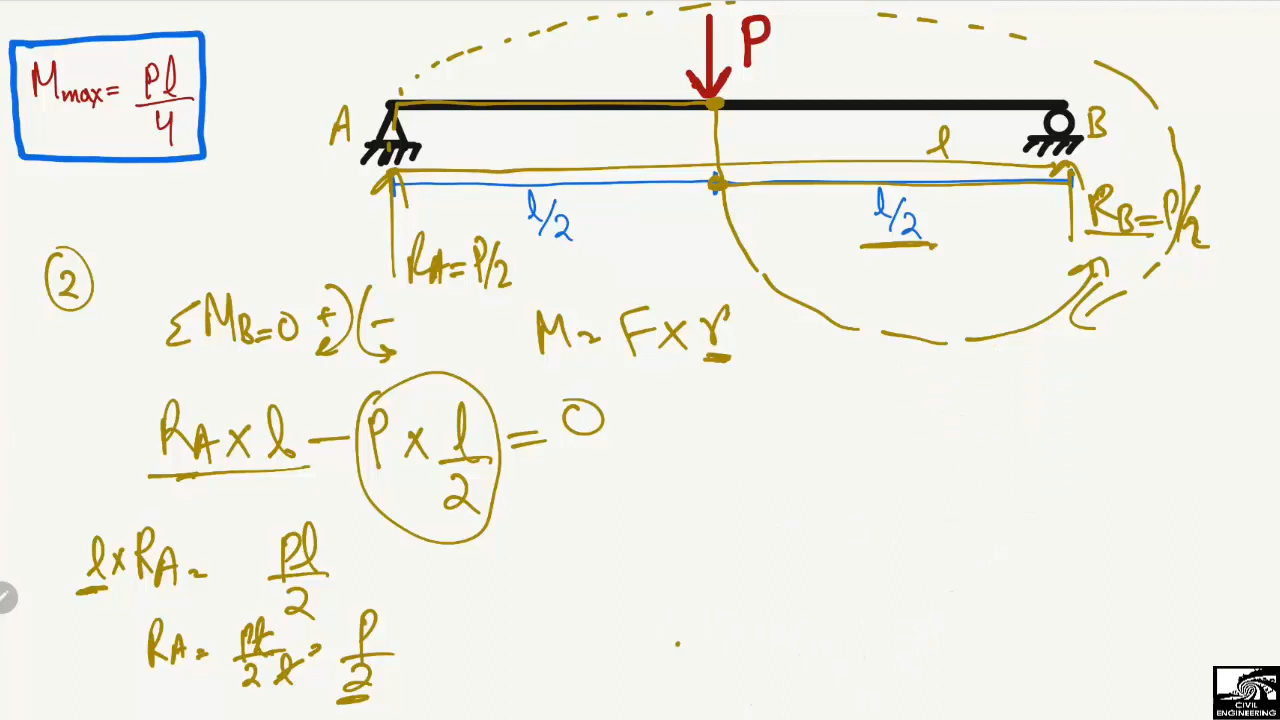 Mmax = Pl/4
P
A
B
l
l/2
l/2
RB = P/2
RA = P/2
2
ΣMB=0 + −
M = F × r
RA × l − P × l/2 = 0
l × RA = Pl/2
RA = Pl/2l = P/2
CIVIL
ENGINEERING